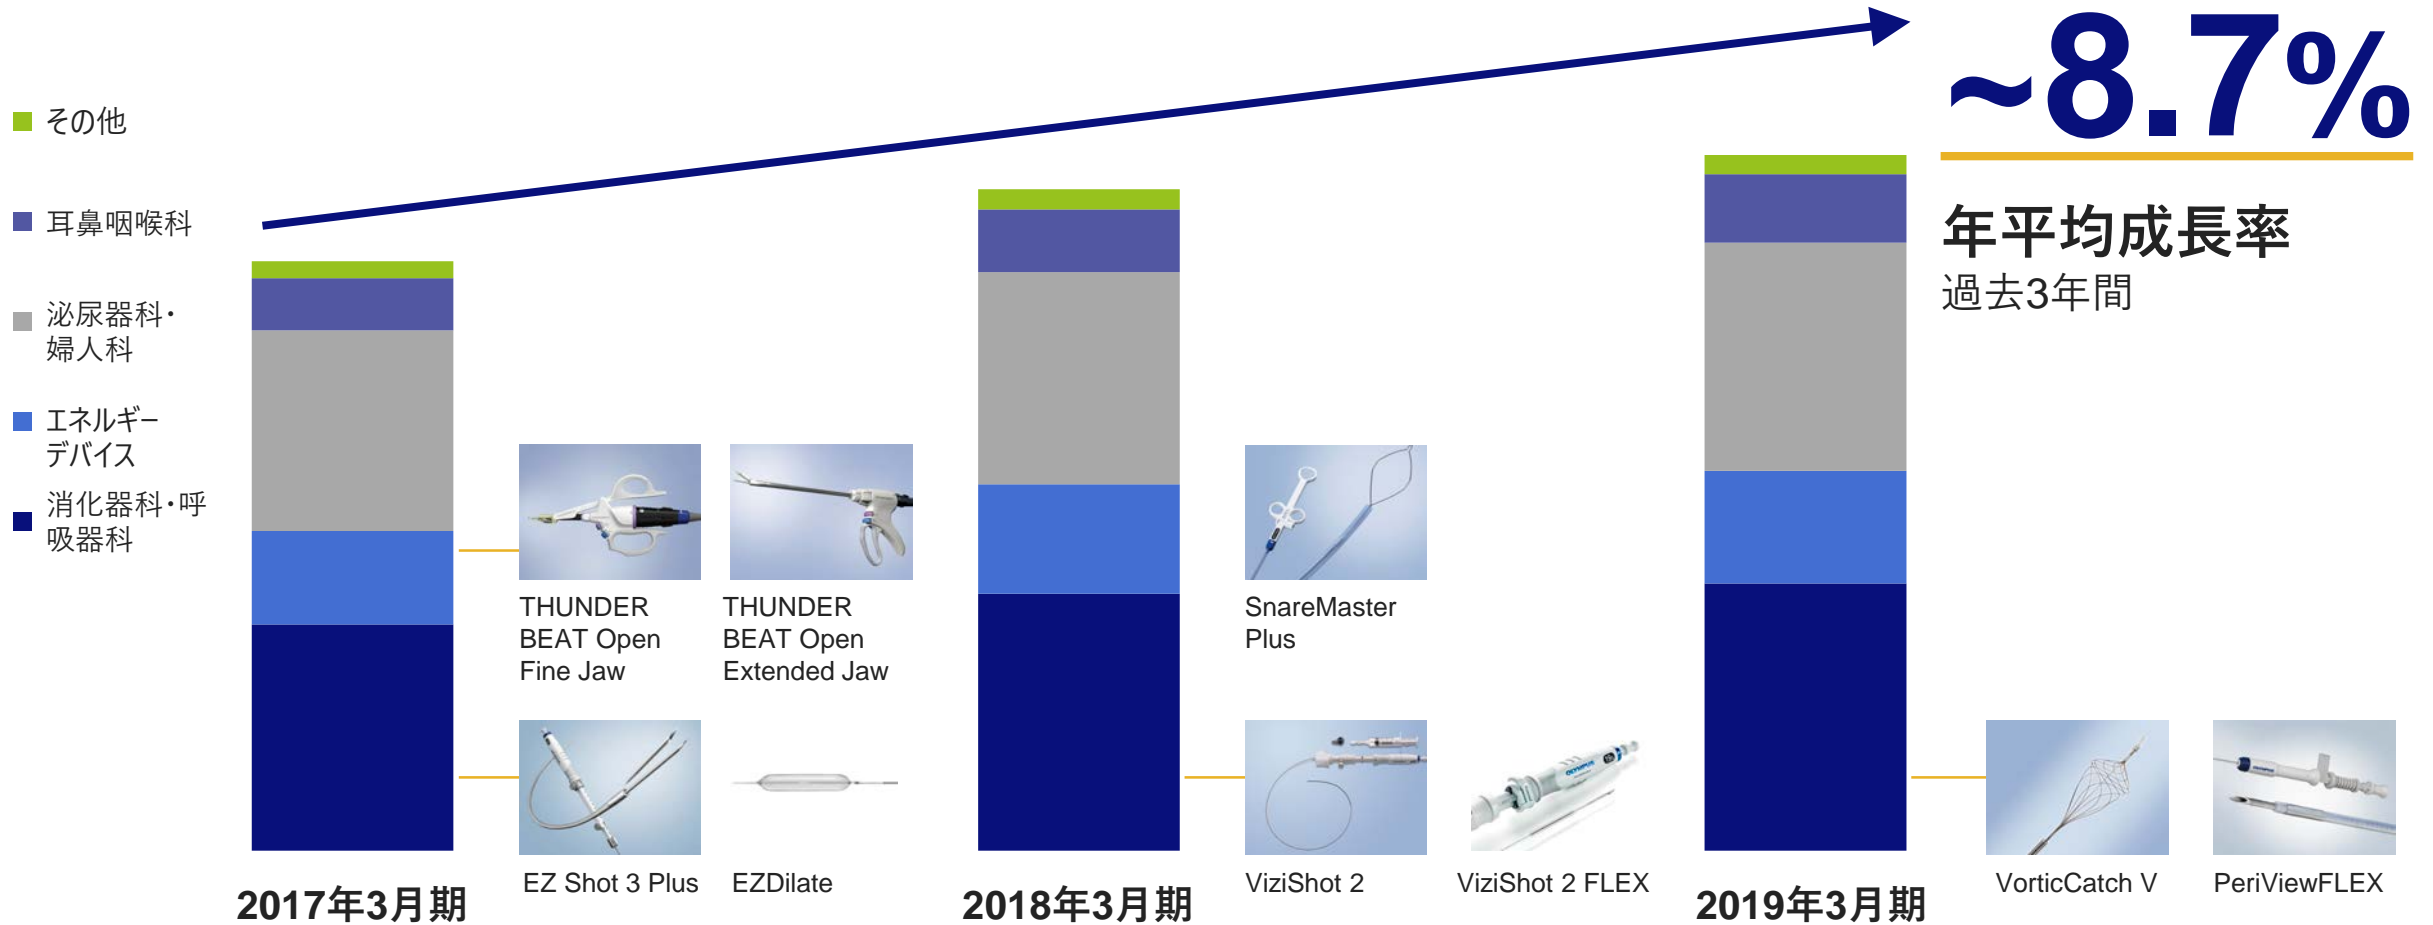 ~8.7%
年平均成長率
過去3年間
その他
耳鼻咽喉科
泌尿器科・
婦人科
エネルギー
デバイス
消化器科・呼
吸器科
THUNDER
BEAT Open
Fine Jaw
THUNDER
BEAT Open
Extended Jaw
EZ Shot 3 Plus
EZDilate
SnareMaster
Plus
ViziShot 2
OLYMPUS
ViziShot 2 FLEX
VorticCatch V
PeriViewFLEX
2017年3月期
2018年3月期
2019年3月期